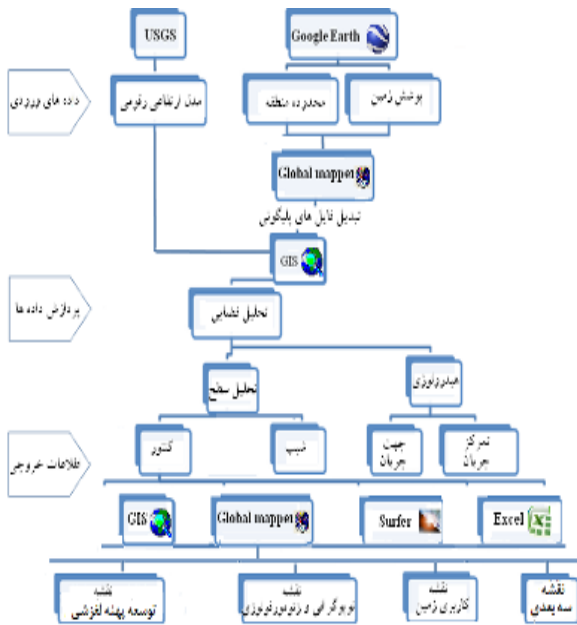 USGS
Google Earth
داده های ورودی
مدل ارتفاعی رقومی
محدوده منطقه
پوشش زمین
Global mapper
تبدیل فایل های پلیگونی
GIS
پردازش داده ها
تحلیل فضایی
تحلیل سطح
هیدرولوژی
طلاعات خروجی
کنتور
شیب
جهت
جریان
تمرکز
جریان
GIS
Global mapper
Surfer
Excel
نقشه
توسعه پهنه لغزشی
نقشه
توپوگرافی و ژئومورفولوژی
نقشه
کاربری زمین
نقشه
سه بعدی